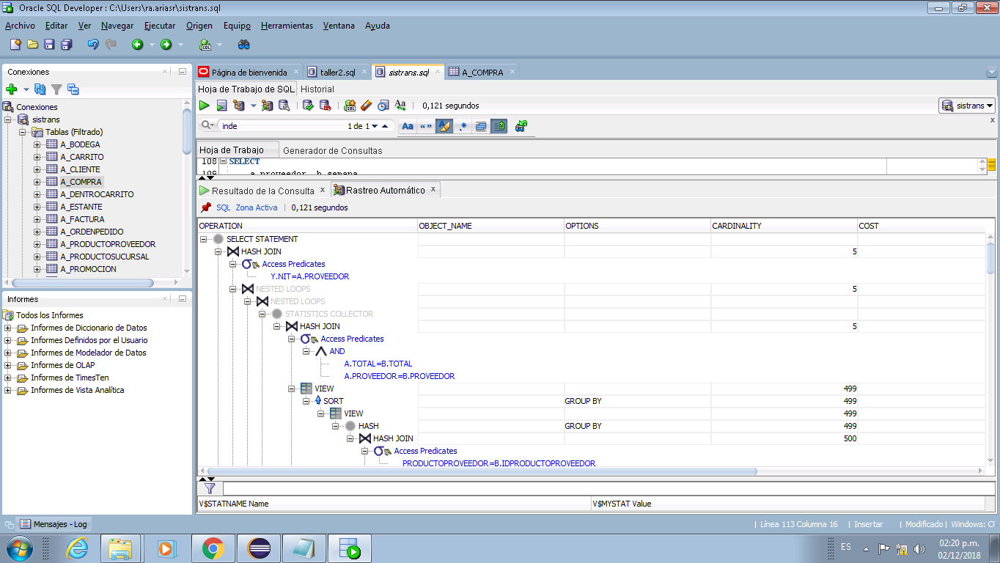 Oracle SQL Developer : C:\Users\ra.ariasr\sistrans.sql
Archivo Editar Ver Navegar Ejecutar Origen Equipo Herramientas Ventana Ayuda
Conexiones
Conexiones
sistrans
Tablas (Filtrado)
A_BODEGA
A_CARRITO
A_CLIENTE
A_COMPRA
A_DENTROCARRITO
A_ESTANTE
A_FACTURA
A_ORDENPEDIDO
A_PRODUCTOPROVEEDOR
A_PRODUCTOSUCURSAL
A_PROMOCION
Informes
Todos los Informes
Informes de Diccionario de Datos
Informes Definidos por el Usuario
Informes de Modelador de Datos
Informes de OLAP
Informes de TimesTen
Informes de Vista Analítica
Página de bienvenida taller2.sql sistrans.sql A_COMPRA
Hoja de Trabajo de SQL Historial
0,121 segundos sistrans
inde 1 de 1 Aa
Hoja de Trabajo Generador de Consultas
108 SELECT
109 a.proveedor, b.semana
Resultado de la Consulta x Rastreo Automático x
SQL Zona Activa | 0,121 segundos
OPERATION OBJECT_NAME OPTIONS CARDINALITY COST
SELECT STATEMENT
HASH JOIN 5
Access Predicates
Y.NIT=A.PROVEEDOR
NESTED LOOPS 5
NESTED LOOPS
STATISTICS COLLECTOR
HASH JOIN 5
Access Predicates
AND
A.TOTAL=B.TOTAL
A.PROVEEDOR=B.PROVEEDOR
VIEW 499
SORT GROUP BY 499
VIEW 499
HASH GROUP BY 499
HASH JOIN 500
Access Predicates
PRODUCTOPROVEEDOR=B.IDPRODUCTOPROVEEDOR
V$STATNAME Name V$MYSTAT Value
Mensajes - Log
| Línea 113 Columna 16 | Insertar | Modificado | Windows: CF
ES
02:20 p.m.
02/12/2018